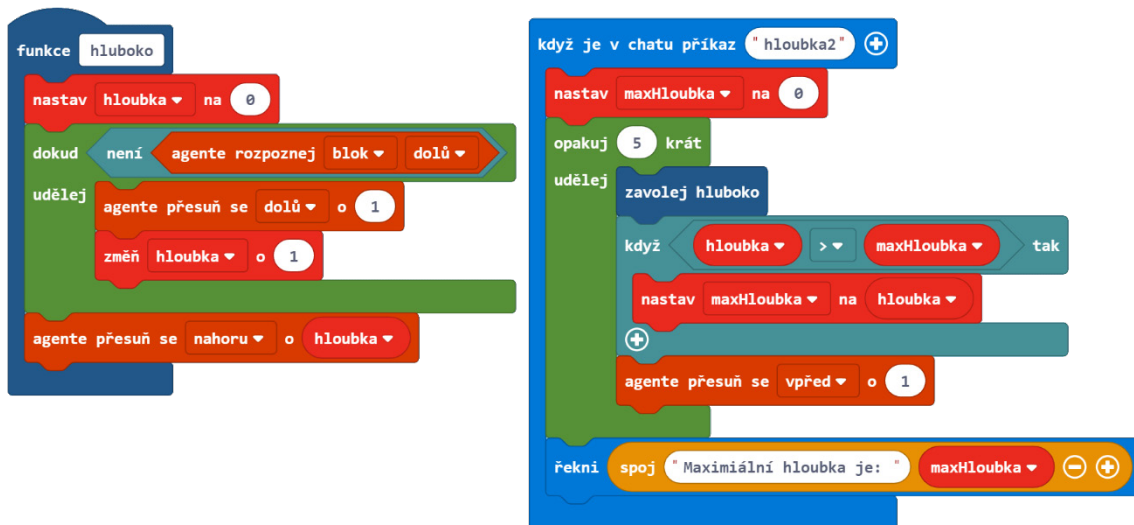 funkce hluboko
nastav hloubka na 0
dokud není agente rozpoznej blok dolů
udělej
agente přesuň se dolů o 1
změň hloubka o 1
agente přesuň se nahoru o hloubka
když je v chatu příkaz "hloubka2"
nastav maxHloubka na 0
opakuj 5 krát
udělej
zavolej hluboko
když hloubka > maxHloubka tak
nastav maxHloubka na hloubka
agente přesuň se vpřed o 1
řekni spoj "Maximiální hloubka je: " maxHloubka